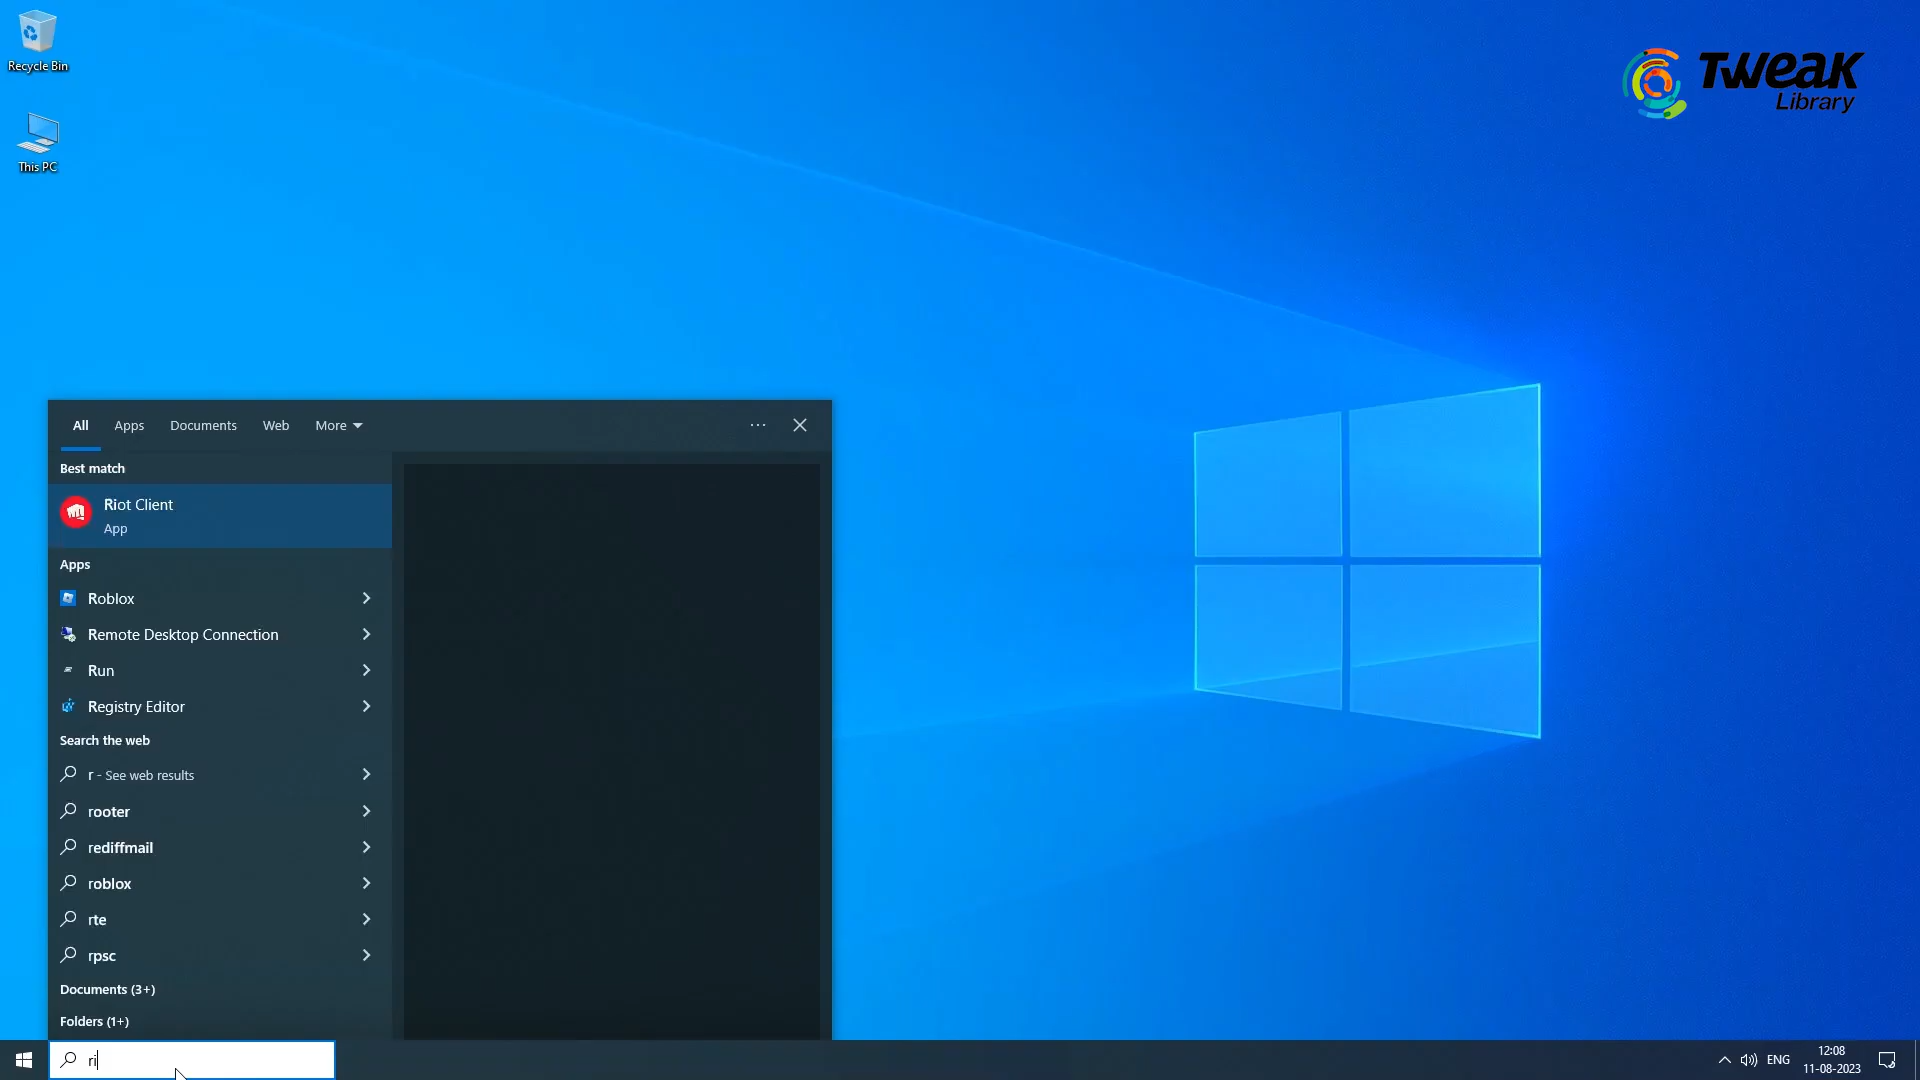 Recycle Bin
This PC
TWeaK
Library
All Apps Documents Web More
Best match
Riot Client
App
Apps
Roblox
Remote Desktop Connection
Run
Registry Editor
Search the web
r - See web results
rooter
rediffmail
roblox
rte
rpsc
Documents (3+)
Folders (1+)
ri
ENG
12:08
11-08-2023